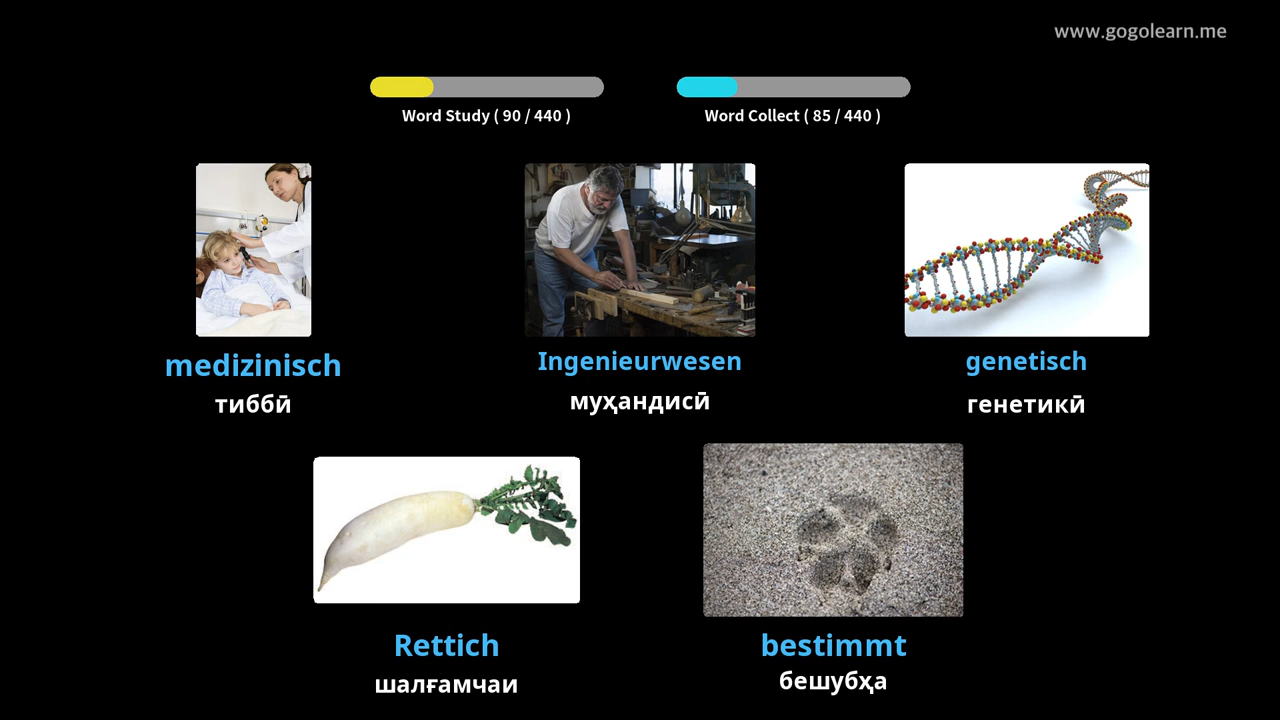 www.gogolearn.me
Word Study ( 90 / 440 )
Word Collect ( 85 / 440 )
medizinisch
тиббӣ
Ingenieurwesen
муҳандисӣ
genetisch
генетикӣ
Rettich
шалғамчаи
bestimmt
бешубҳа